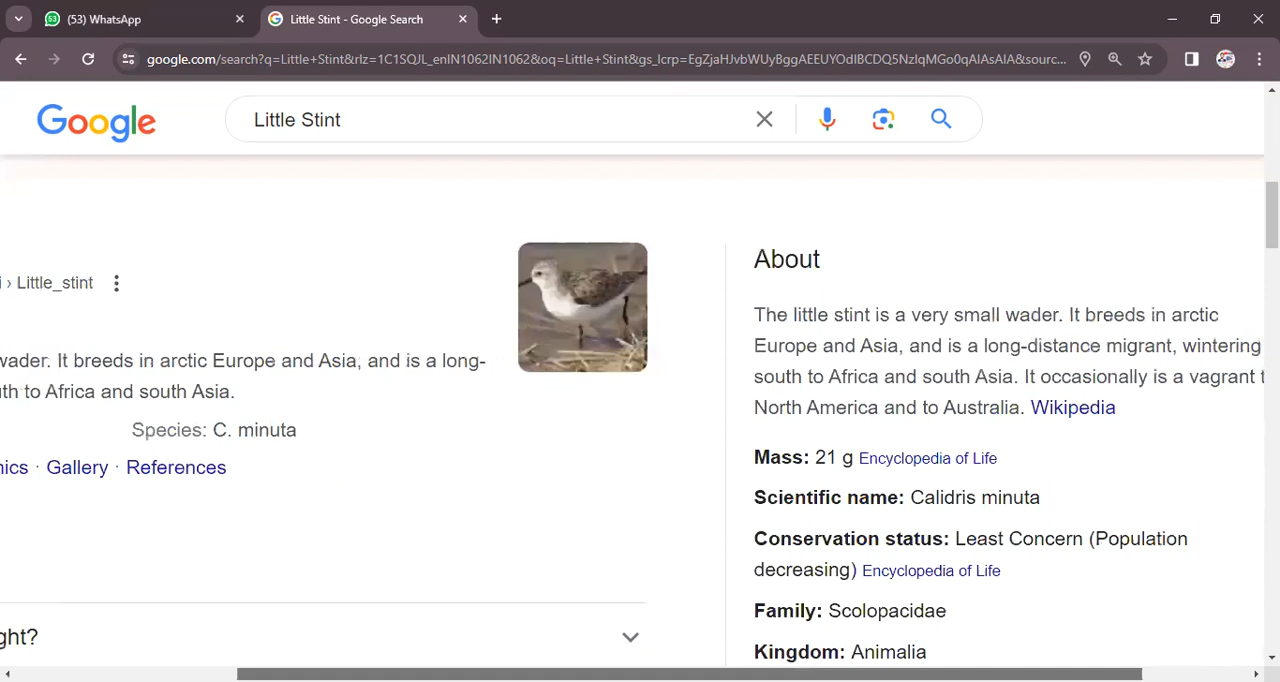 (53) WhatsApp
Little Stint - Google Search
google.com/search?q=Little+Stint&rlz=1C1SQJL_enIN1062IN1062&oq=Little+Stint&gs_lcrp=EgZjaHJvbWUyBggAEEUYOdIBCDQ5NzlqMGo0qAIAsAIA&sourc...
Google
Little Stint
i › Little_stint
wader. It breeds in arctic Europe and Asia, and is a long-
uth to Africa and south Asia.
Species: C. minuta
nics · Gallery · References
ght?
About
The little stint is a very small wader. It breeds in arctic
Europe and Asia, and is a long-distance migrant, wintering
south to Africa and south Asia. It occasionally is a vagrant t
North America and to Australia. Wikipedia
Mass: 21 g Encyclopedia of Life
Scientific name: Calidris minuta
Conservation status: Least Concern (Population
decreasing) Encyclopedia of Life
Family: Scolopacidae
Kingdom: Animalia